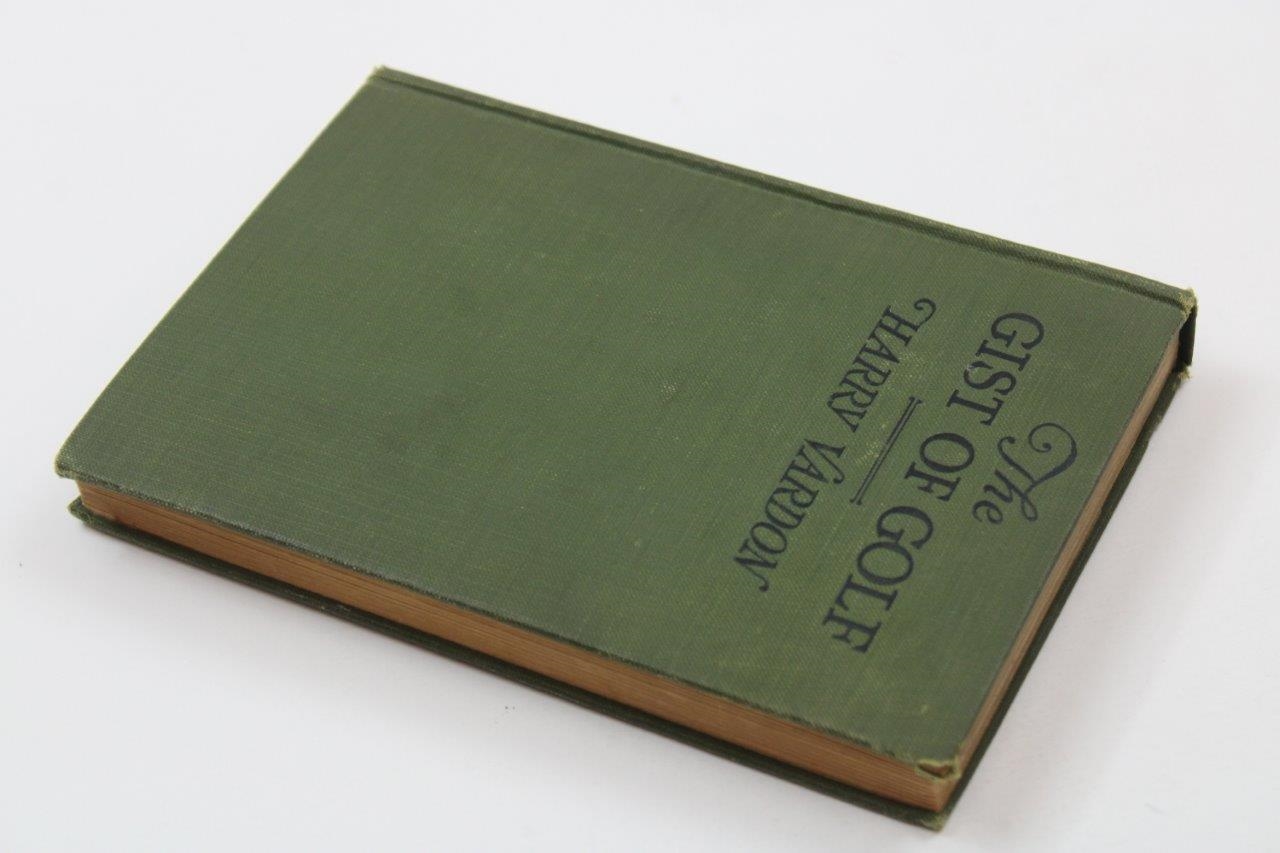 The
GIST OF GOLF
HARRY VARDON